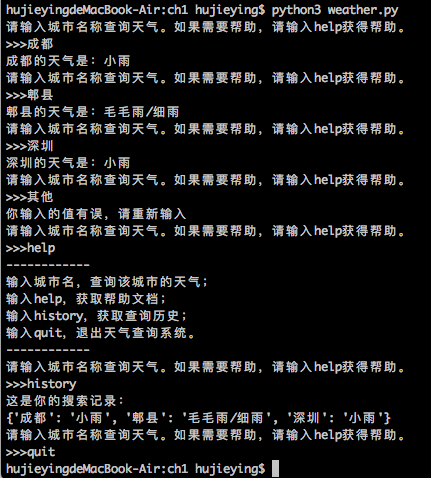 hujieyingdeMacBook-Air:ch1 hujieying$ python3 weather.py
请输入城市名称查询天气。如果需要帮助，请输入help获得帮助。
>>>成都
成都的天气是：小雨
请输入城市名称查询天气。如果需要帮助，请输入help获得帮助。
>>>郫县
郫县的天气是：毛毛雨/细雨
请输入城市名称查询天气。如果需要帮助，请输入help获得帮助。
>>>深圳
深圳的天气是：小雨
请输入城市名称查询天气。如果需要帮助，请输入help获得帮助。
>>>其他
你输入的值有误，请重新输入
请输入城市名称查询天气。如果需要帮助，请输入help获得帮助。
>>>help
------------
输入城市名，查询该城市的天气；
输入help，获取帮助文档；
输入history，获取查询历史；
输入quit，退出天气查询系统。
------------
请输入城市名称查询天气。如果需要帮助，请输入help获得帮助。
>>>history
这是你的搜索记录：
{'成都': '小雨', '郫县': '毛毛雨/细雨', '深圳': '小雨'}
请输入城市名称查询天气。如果需要帮助，请输入help获得帮助。
>>>quit
hujieyingdeMacBook-Air:ch1 hujieying$